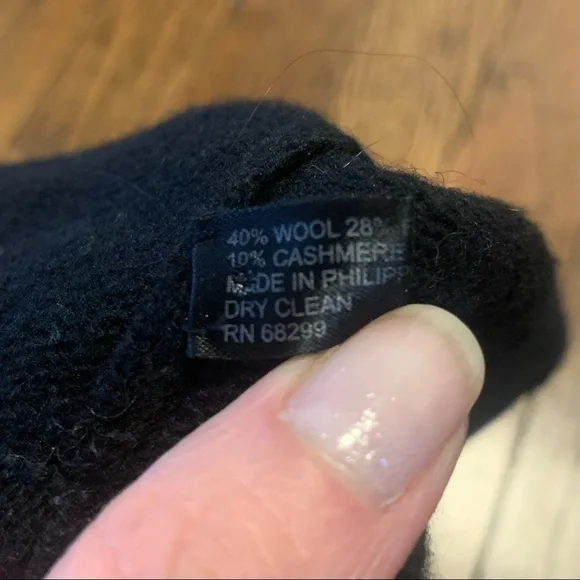 40% WOOL 28%
10% CASHMERE
MADE IN PHILIPP
DRY CLEAN
RN 68299